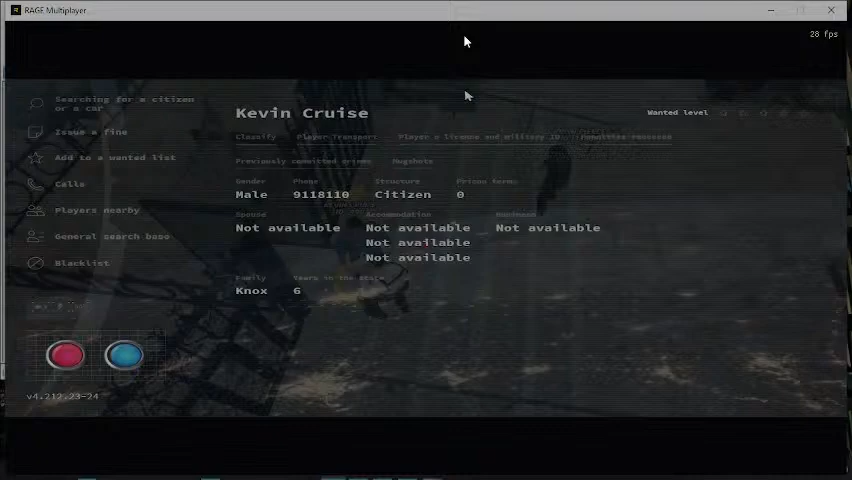 RAGE Multiplayer
28 fps
Searching for a citizen
or a car
Issue a fine
Add to a wanted list
Calls
Players nearby
General search base
Blacklist
v4.212.23-24
Kevin Cruise
Wanted level
Classify Player Transport Player's license and military ID
Previously committed crimes Mugshots
Gender Phone Structure Prison terms
Male 9118110 Citizen 0
Spouse Accommodation Business
Not available Not available Not available
Not available
Not available
Family Years in the state
Knox 6